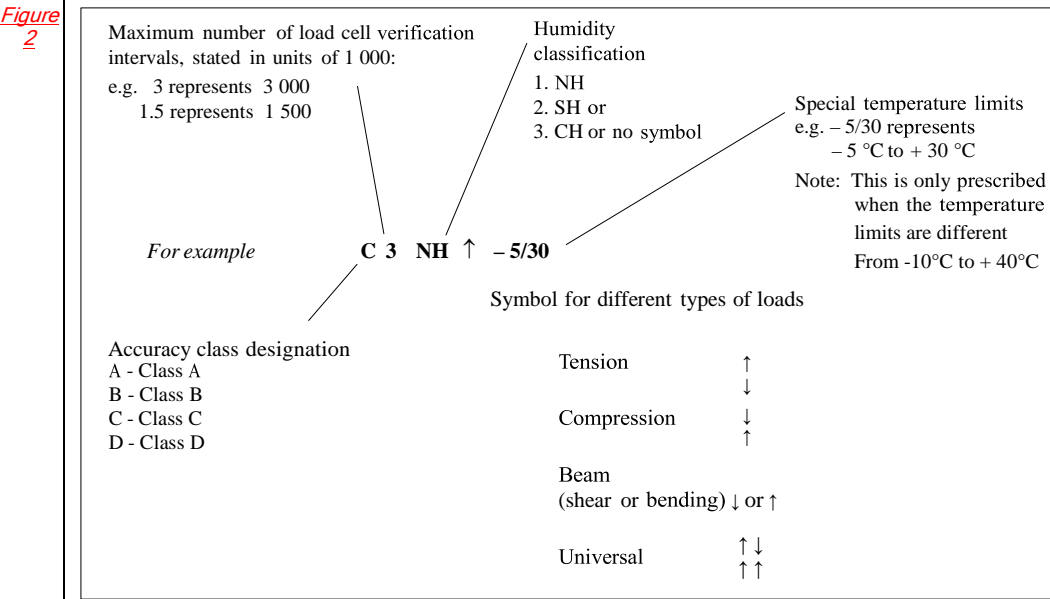 Figure
2
Maximum number of load cell verification
intervals, stated in units of 1 000:
e.g. 3 represents 3 000
1.5 represents 1 500
Humidity
classification
1. NH
2. SH or
3. CH or no symbol
Special temperature limits
e.g. – 5/30 represents
– 5 °C to + 30 °C
Note: This is only prescribed
when the temperature
limits are different
From -10°C to + 40°C
For example C 3 NH ↑ – 5/30
Symbol for different types of loads
Accuracy class designation
A - Class A
B - Class B
C - Class C
D - Class D
Tension ↑
↓
Compression ↓
↑
Beam
(shear or bending) ↓ or ↑
Universal ↑ ↓
↑ ↑